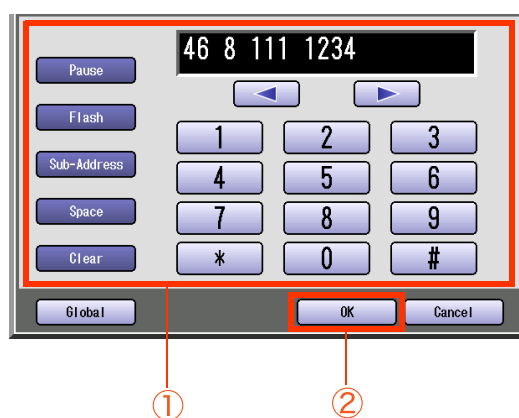 46 8 111 1234
Pause
Flash
Sub-Address
Space
Clear
1 2 3
4 5 6
7 8 9
* 0 #
Global OK Cancel
① ②